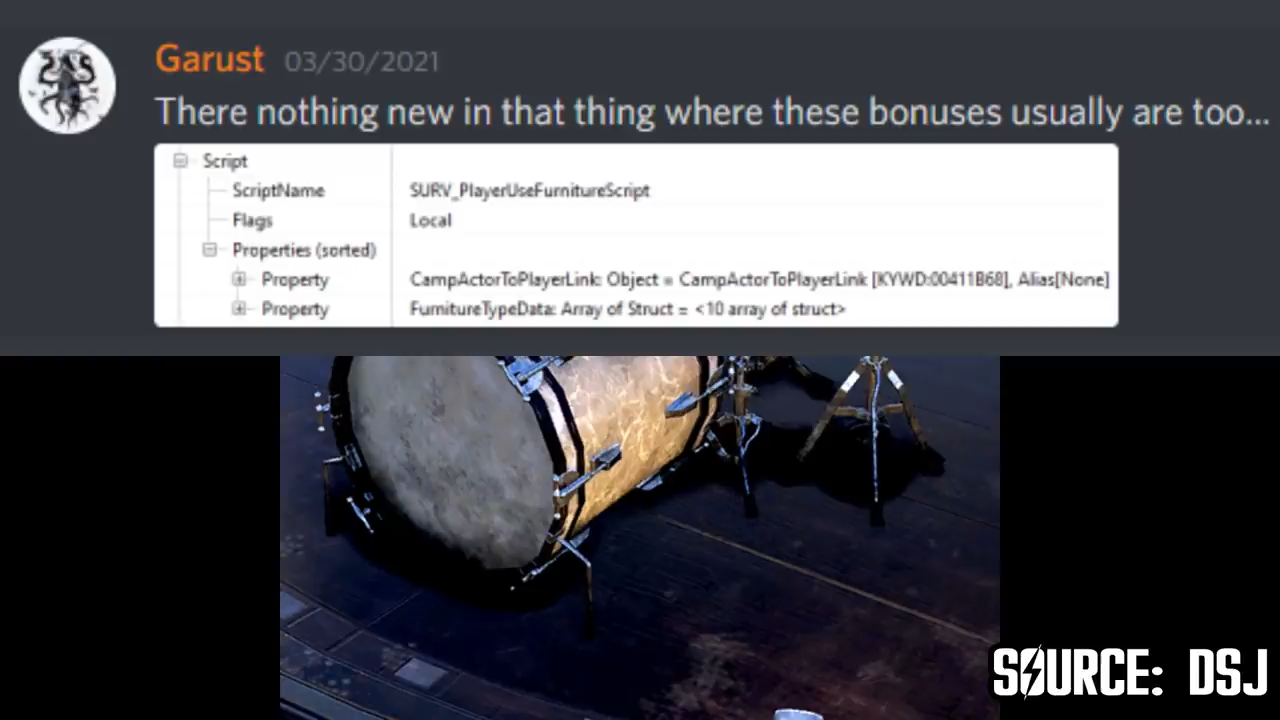 Garust 03/30/2021
There nothing new in that thing where these bonuses usually are too...
Script
ScriptName SURV_PlayerUseFurnitureScript
Flags Local
Properties (sorted)
Property CampActorToPlayerLink: Object = CampActorToPlayerLink [KYWD:00411B68], Alias[None]
Property FurnitureTypeData: Array of Struct = <10 array of struct>
SOURCE: DSJ